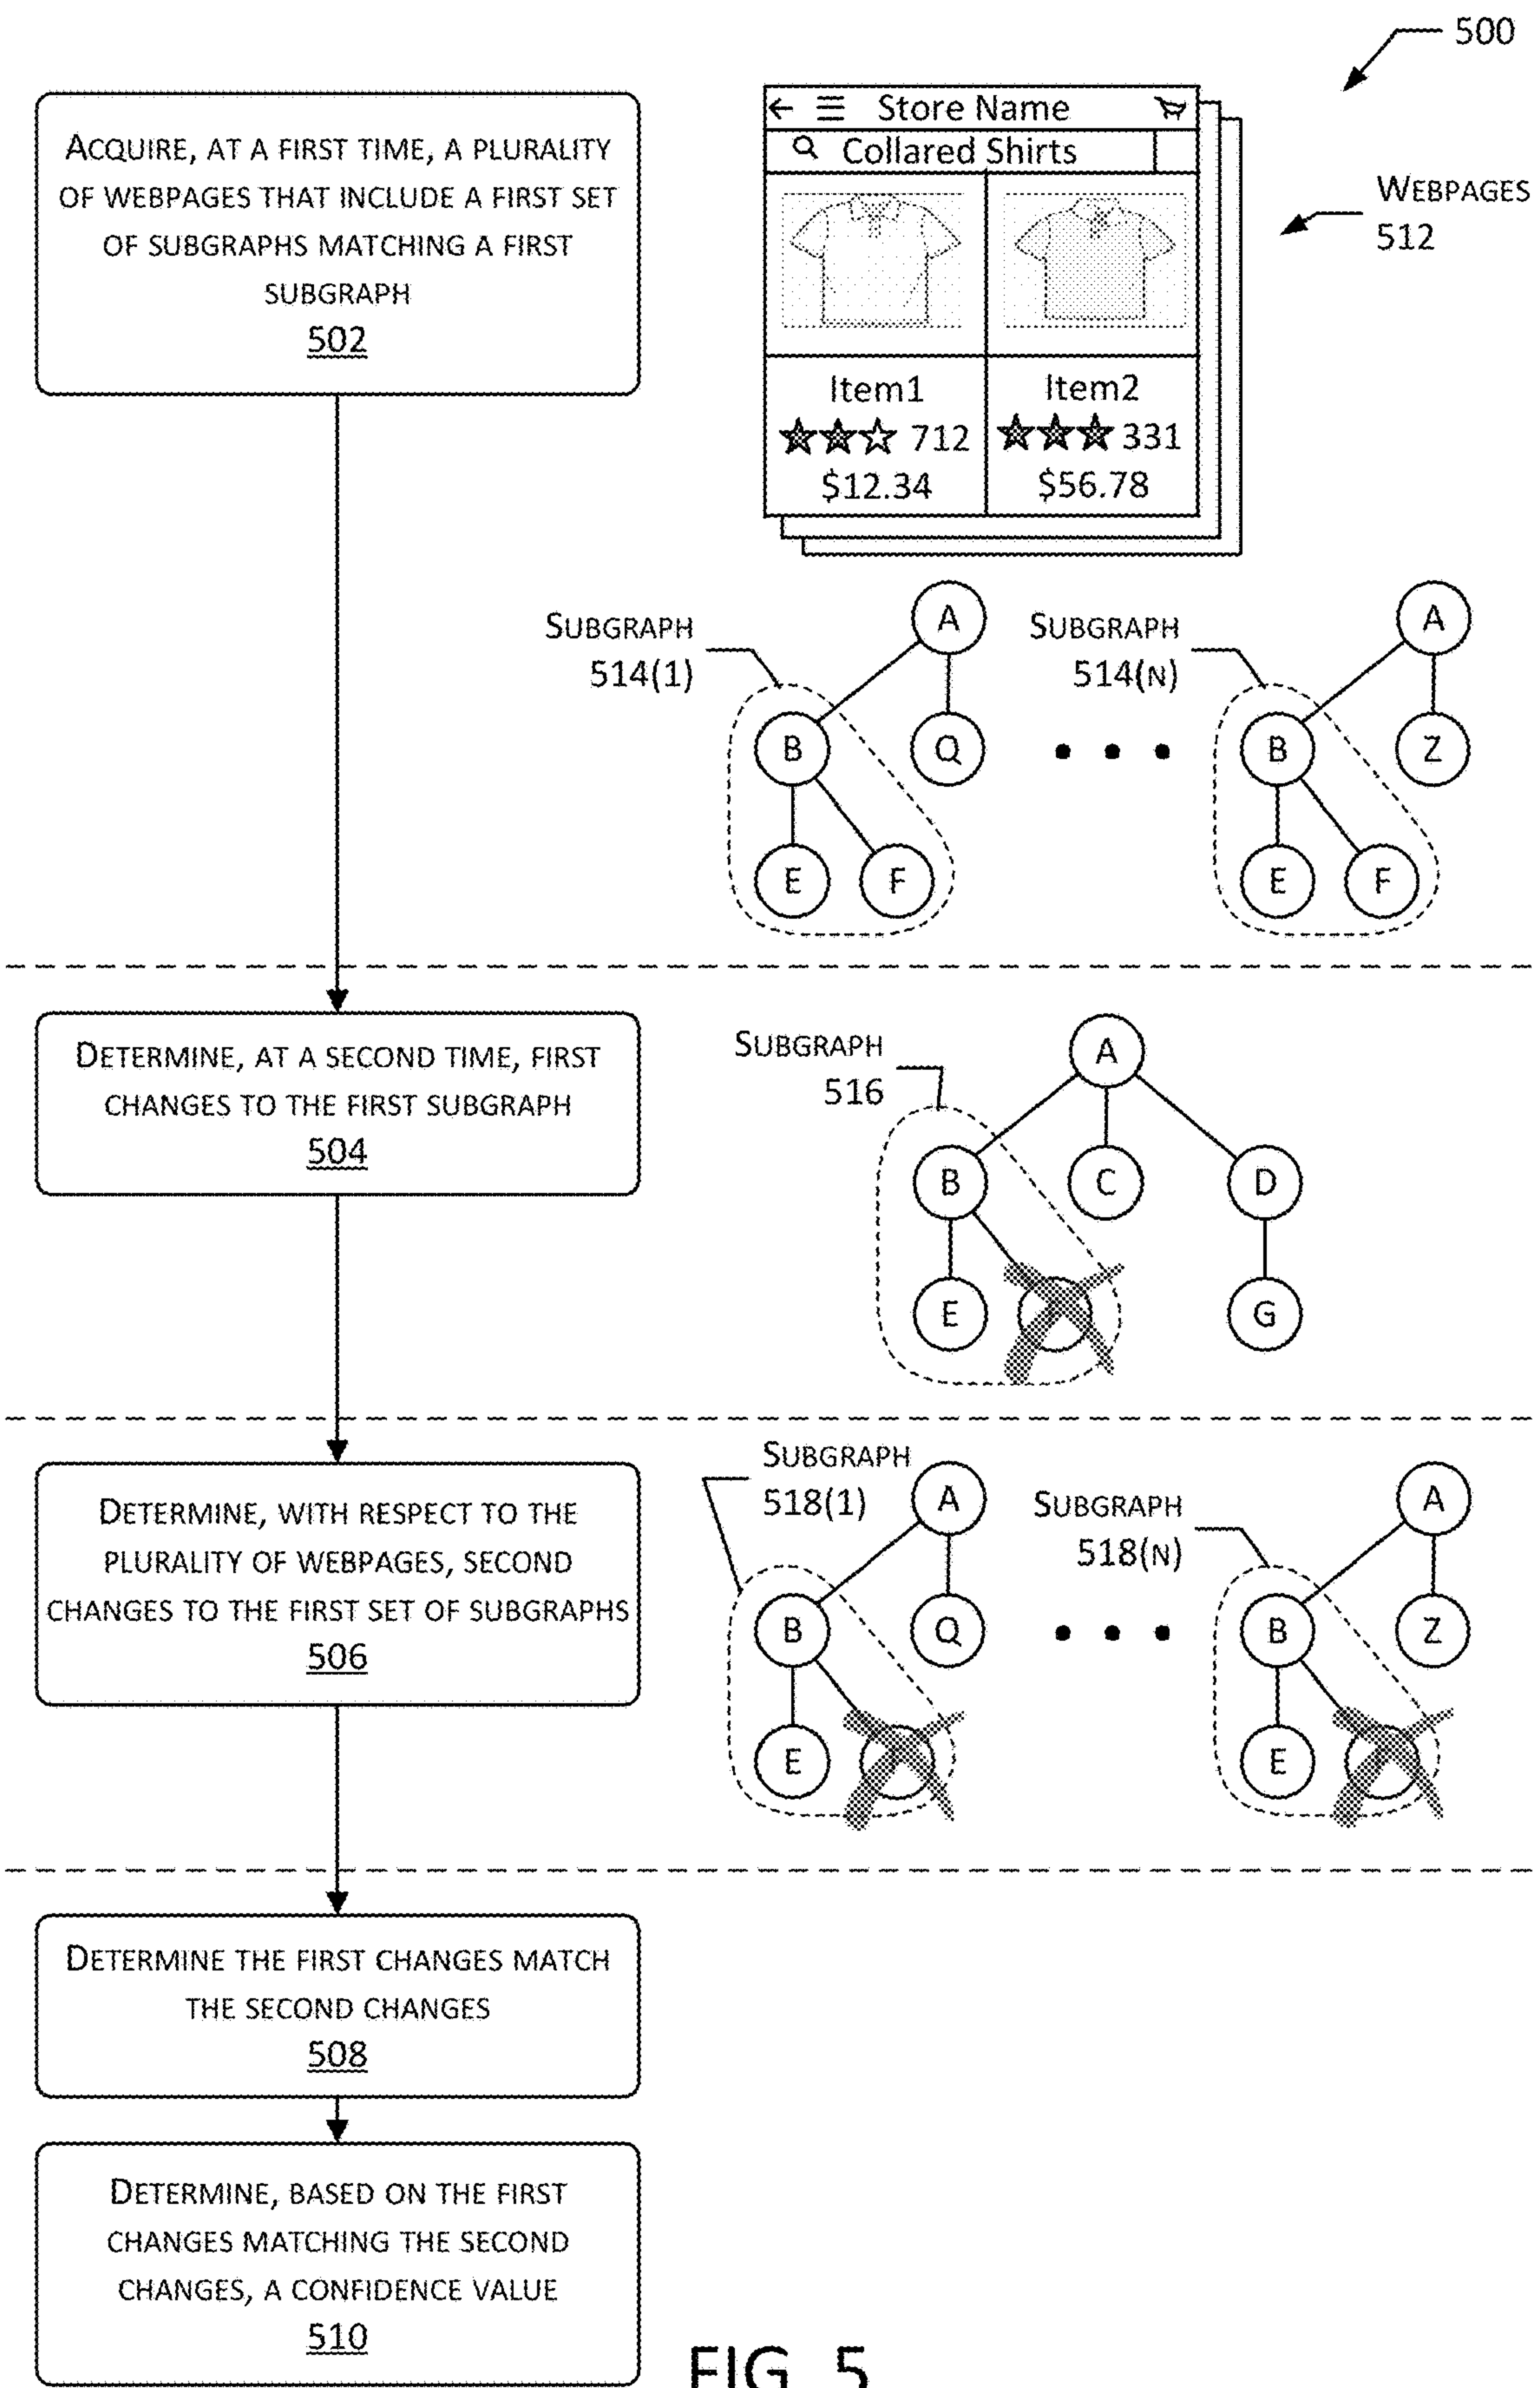 500
ACQUIRE, AT A FIRST TIME, A PLURALITY
OF WEBPAGES THAT INCLUDE A FIRST SET
OF SUBGRAPHS MATCHING A FIRST
SUBGRAPH
502
Store Name
Collared Shirts
Item1
712
$12.34
Item2
331
$56.78
WEBPAGES
512
SUBGRAPH
514(1)
A
B
Q
E
F
SUBGRAPH
514(N)
A
B
Z
E
F
DETERMINE, AT A SECOND TIME, FIRST
CHANGES TO THE FIRST SUBGRAPH
504
SUBGRAPH
516
A
B
C
D
E
G
DETERMINE, WITH RESPECT TO THE
PLURALITY OF WEBPAGES, SECOND
CHANGES TO THE FIRST SET OF SUBGRAPHS
506
SUBGRAPH
518(1)
A
B
Q
E
SUBGRAPH
518(N)
A
B
Z
E
DETERMINE THE FIRST CHANGES MATCH
THE SECOND CHANGES
508
DETERMINE, BASED ON THE FIRST
CHANGES MATCHING THE SECOND
CHANGES, A CONFIDENCE VALUE
510
FIG. 5